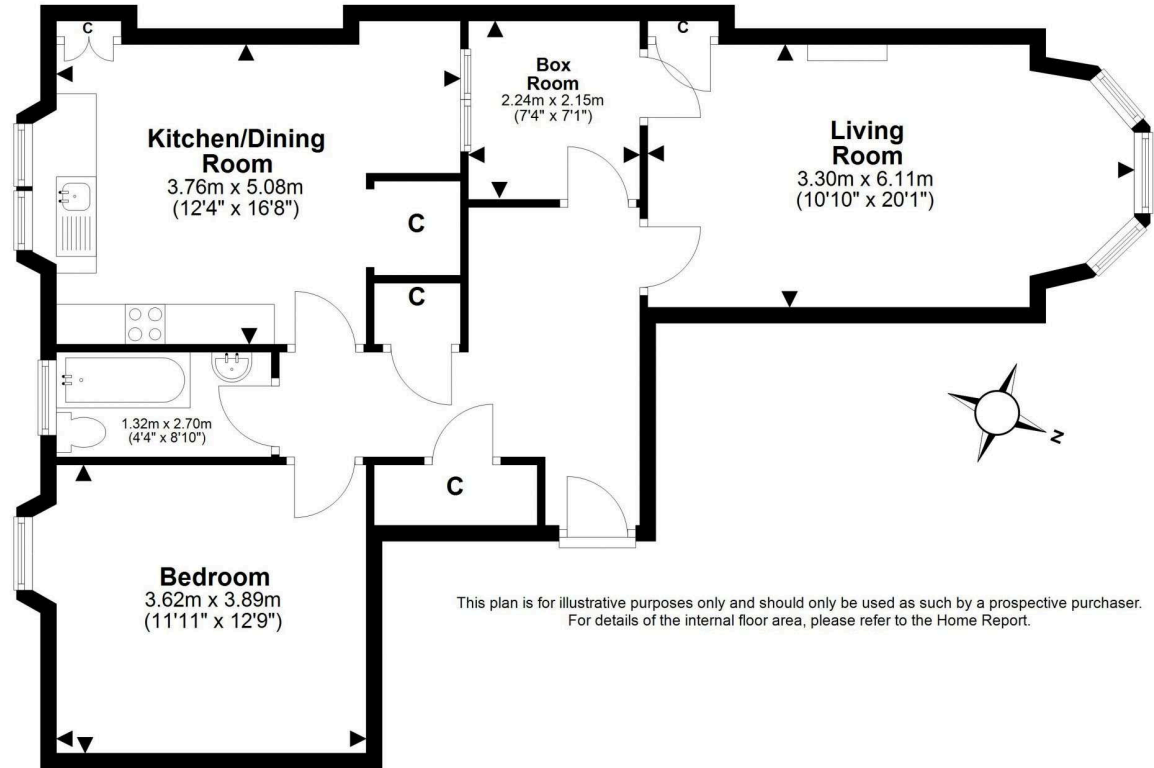 C
C
Kitchen/Dining
Room
3.76m x 5.08m
(12'4" x 16'8")
Box
Room
2.24m x 2.15m
(7'4" x 7'1")
Living
Room
3.30m x 6.11m
(10'10" x 20'1")
C
C
1.32m x 2.70m
(4'4" x 8'10")
C
N
Bedroom
3.62m x 3.89m
(11'11" x 12'9")
This plan is for illustrative purposes only and should only be used as such by a prospective purchaser.
For details of the internal floor area, please refer to the Home Report.